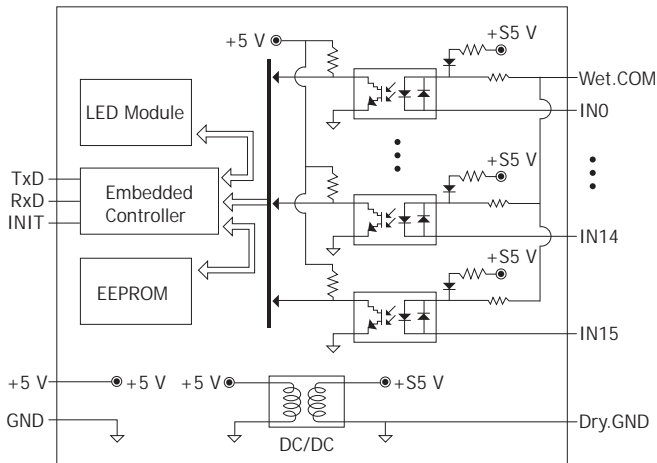 +5 V
+S5 V
Wet.COM
LED Module
IN0
TxD
RxD
INIT
Embedded
Controller
+S5 V
IN14
EEPROM
+S5 V
IN15
+5 V
+5 V
+5 V
+S5 V
GND
DC/DC
Dry.GND